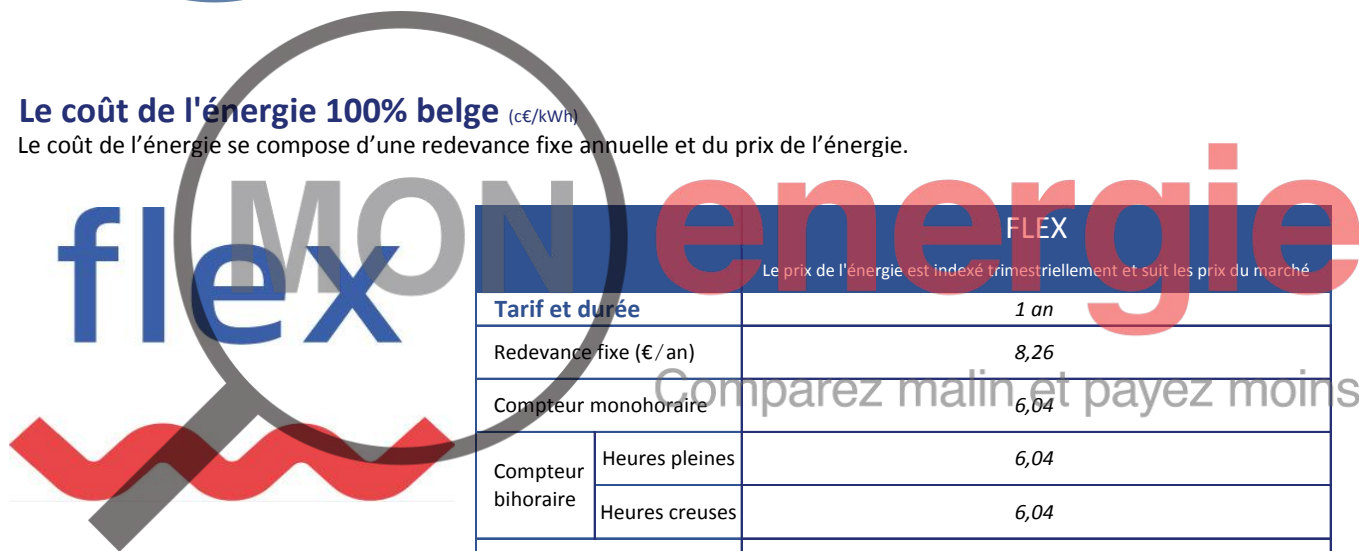 Le coût de l'énergie 100% belge (c€/kWh)
Le coût de l’énergie se compose d’une redevance fixe annuelle et du prix de l’énergie.
MON energie
Comparez malin et payez moins
flex
FLEX
Le prix de l'énergie est indexé trimestriellement et suit les prix du marché
Tarif et durée 1 an
Redevance fixe (€/an) 8,26
Compteur monohoraire 6,04
Compteur bihoraire Heures pleines 6,04
Heures creuses 6,04